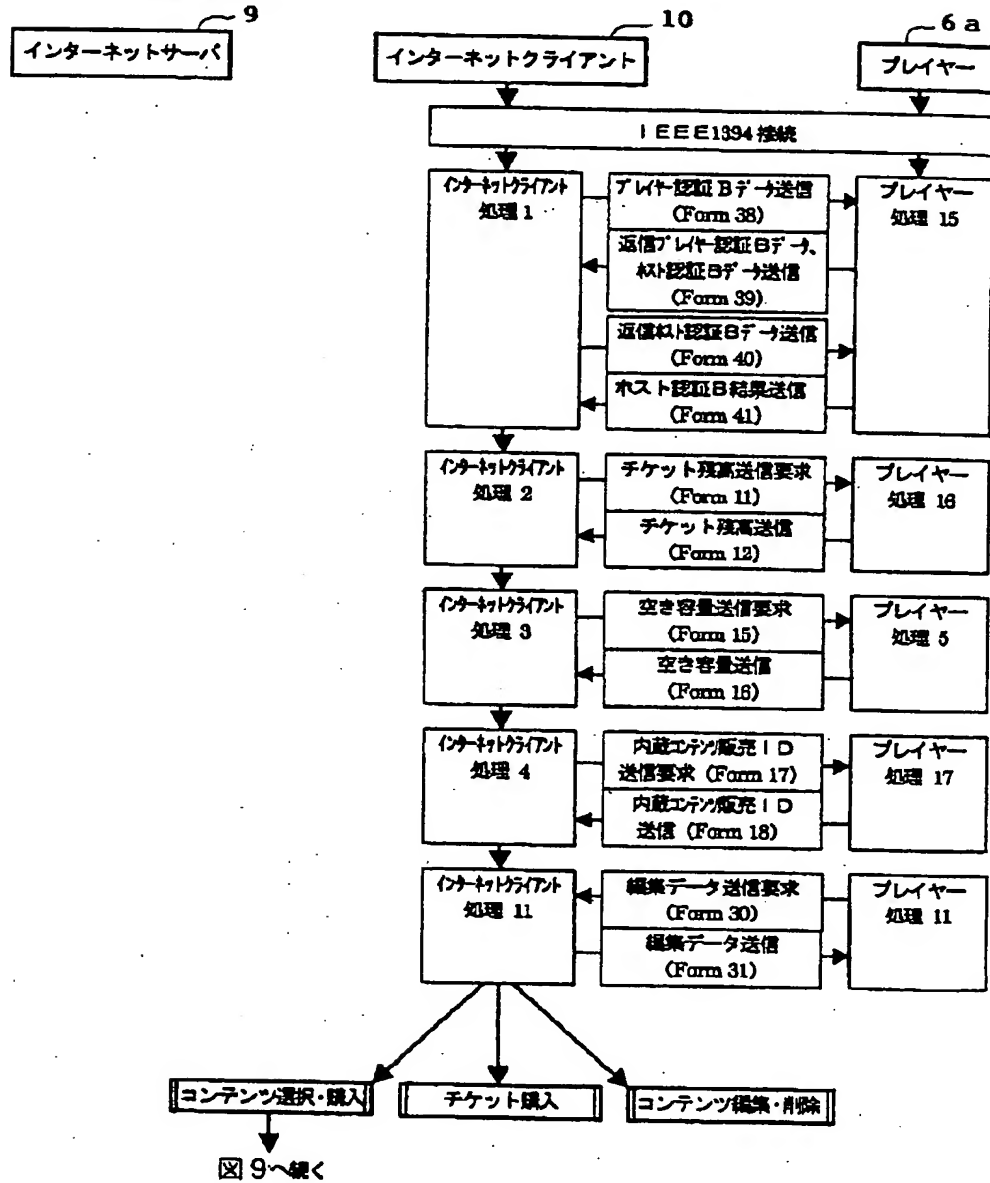 9
10
6 a
インターネットサーバ
インターネットクライアント
プレイヤー
ＩＥＥＥ1394 接続
インターネットクライアント
処理 1
プレイヤー認証Ｂデータ送信
(Form 38)
プレイヤー
処理 15
返信プレイヤー認証Ｂデータ、
ホスト認証Ｂデータ送信
(Form 39)
返信ホスト認証Ｂデータ送信
(Form 40)
ホスト認証Ｂ結果送信
(Form 41)
インターネットクライアント
処理 2
チケット残高送信要求
(Form 11)
プレイヤー
処理 16
チケット残高送信
(Form 12)
インターネットクライアント
処理 3
空き容量送信要求
(Form 15)
プレイヤー
処理 5
空き容量送信
(Form 16)
インターネットクライアント
処理 4
内蔵コンテンツ販売ＩＤ
送信要求 (Form 17)
プレイヤー
処理 17
内蔵コンテンツ販売ＩＤ
送信 (Form 18)
インターネットクライアント
処理 11
編集データ送信要求
(Form 30)
プレイヤー
処理 11
編集データ送信
(Form 31)
コンテンツ選択・購入
チケット購入
コンテンツ編集・削除
図 9 へ続く